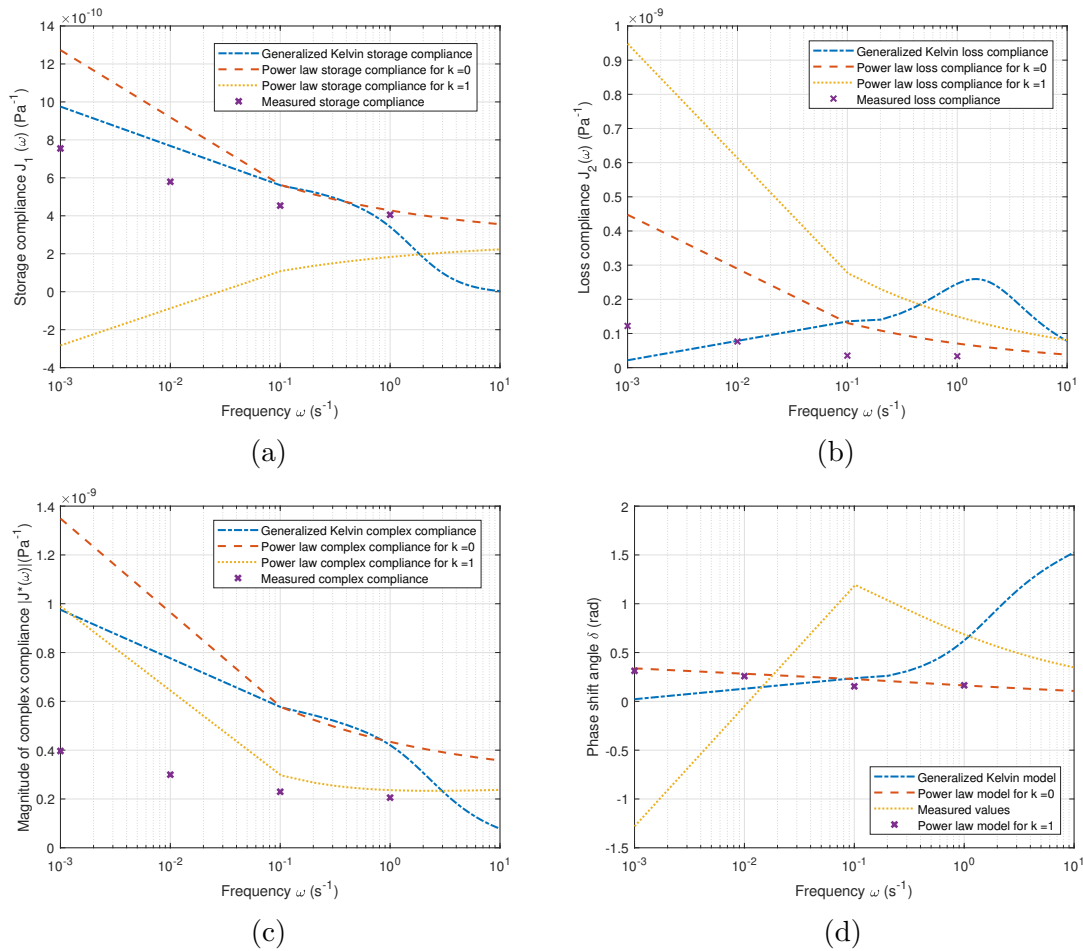 ×10⁻¹⁰
14
12
10
8
6
4
2
0
-2
-4
Storage compliance J₁ (ω) (Pa⁻¹)
Generalized Kelvin storage compliance
Power law storage compliance for k =0
Power law storage compliance for k =1
Measured storage compliance
10⁻³ 10⁻² 10⁻¹ 10⁰ 10¹
Frequency ω (s⁻¹)
(a)
×10⁻⁹
1
0.9
0.8
0.7
0.6
0.5
0.4
0.3
0.2
0.1
0
Loss compliance J₂(ω) (Pa⁻¹)
Generalized Kelvin loss compliance
Power law loss compliance for k =0
Power law loss compliance for k =1
Measured loss compliance
10⁻³ 10⁻² 10⁻¹ 10⁰ 10¹
Frequency ω (s⁻¹)
(b)
×10⁻⁹
1.4
1.2
1
0.8
0.6
0.4
0.2
0
Magnitude of complex compliance |J*(ω)|(Pa⁻¹)
Generalized Kelvin complex compliance
Power law complex compliance for k =0
Power law complex compliance for k =1
Measured complex compliance
10⁻³ 10⁻² 10⁻¹ 10⁰ 10¹
Frequency ω (s⁻¹)
(c)
2
1.5
1
0.5
0
-0.5
-1
-1.5
Phase shift angle δ (rad)
Generalized Kelvin model
Power law model for k =0
Measured values
Power law model for k =1
10⁻³ 10⁻² 10⁻¹ 10⁰ 10¹
Frequency ω (s⁻¹)
(d)